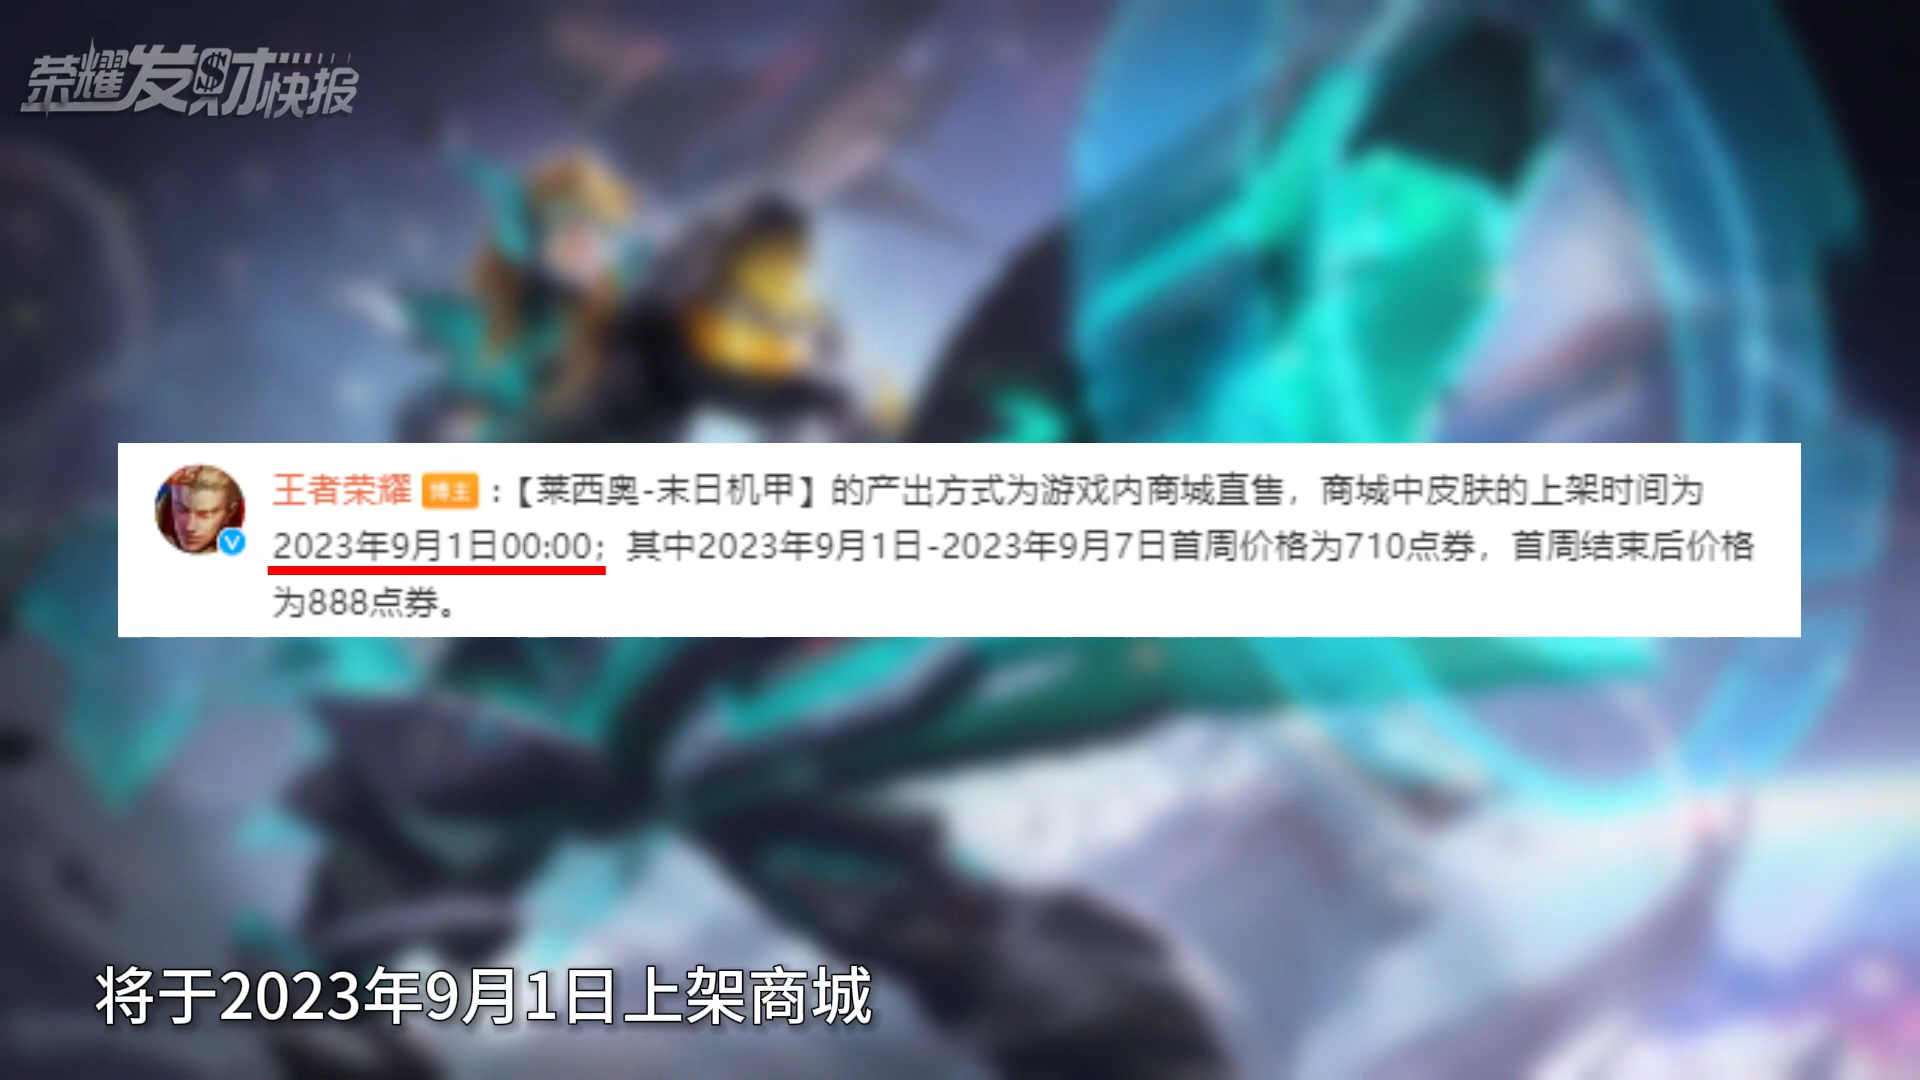 荣耀发财快报
王者荣耀 博主：【莱西奥-末日机甲】的产出方式为游戏内商城直售，商城中皮肤的上架时间为
2023年9月1日00:00；其中2023年9月1日-2023年9月7日首周价格为710点券，首周结束后价格
为888点券。
将于2023年9月1日上架商城